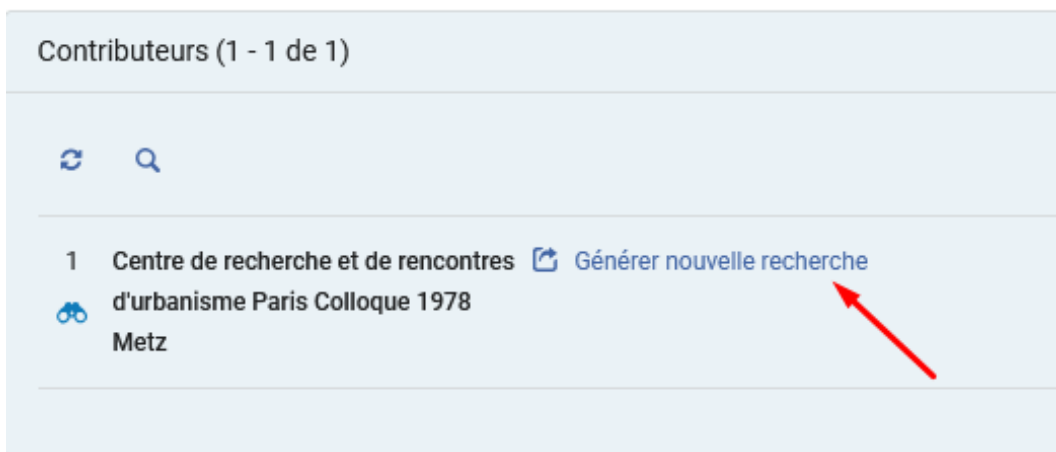 Contributeurs (1 - 1 de 1)
1 Centre de recherche et de rencontres Générer nouvelle recherche
d'urbanisme Paris Colloque 1978
Metz